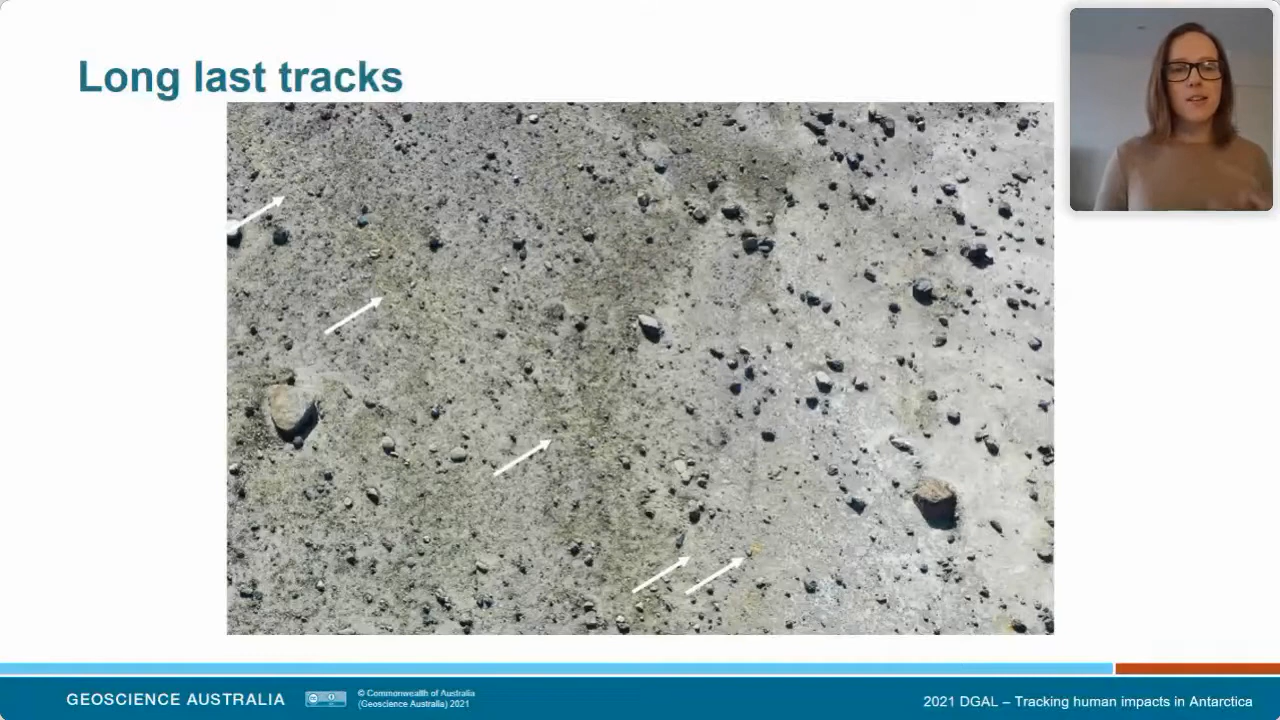 Long last tracks
GEOSCIENCE AUSTRALIA
© Commonwealth of Australia
(Geoscience Australia) 2021
2021 DGAL – Tracking human impacts in Antarctica